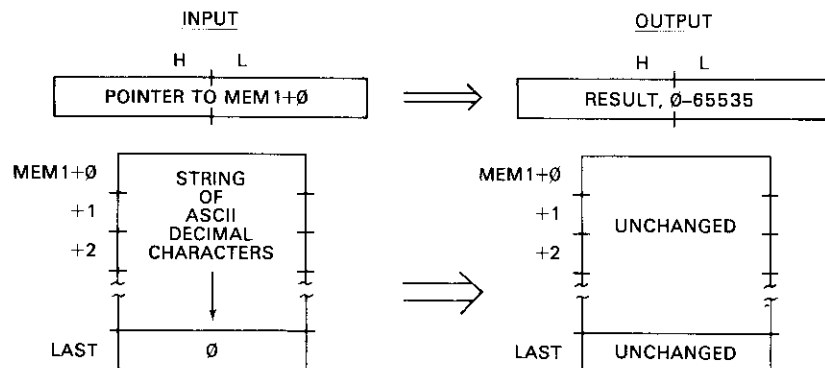 INPUT
OUTPUT
H L
H L
POINTER TO MEM1+Ø
RESULT, Ø–65535
MEM1+Ø
+1
+2
STRING
OF
ASCII
DECIMAL
CHARACTERS
LAST
Ø
MEM1+Ø
+1
+2
UNCHANGED
LAST
UNCHANGED